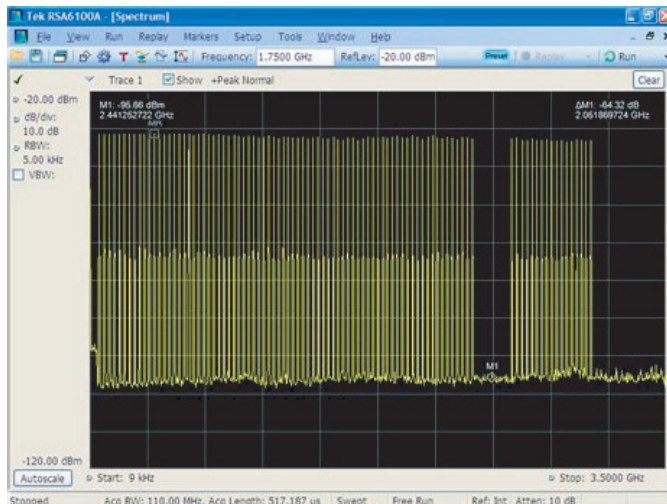 Tek RSA6100A - [Spectrum]
File View Run Replay Markers Setup Tools Window Help
Frequency: 1.7500 GHz RefLev: -20.00 dBm Preset Replay Run
Trace 1 Show +Peak Normal Clear
-20.00 dBm
dB/div:
10.0 dB
RBW:
5.00 kHz
VBW:
M1: -96.66 dBm
2.441252722 GHz
MR
ΔM1: -64.32 dB
2.051869724 GHz
M1
-120.00 dBm
Autoscale Start: 9 kHz Stop: 3.5000 GHz
Stopped Acq BW: 110.00 MHz, Acq Length: 517.187 us Swept Free Run Ref: Int Atten: 10 dB